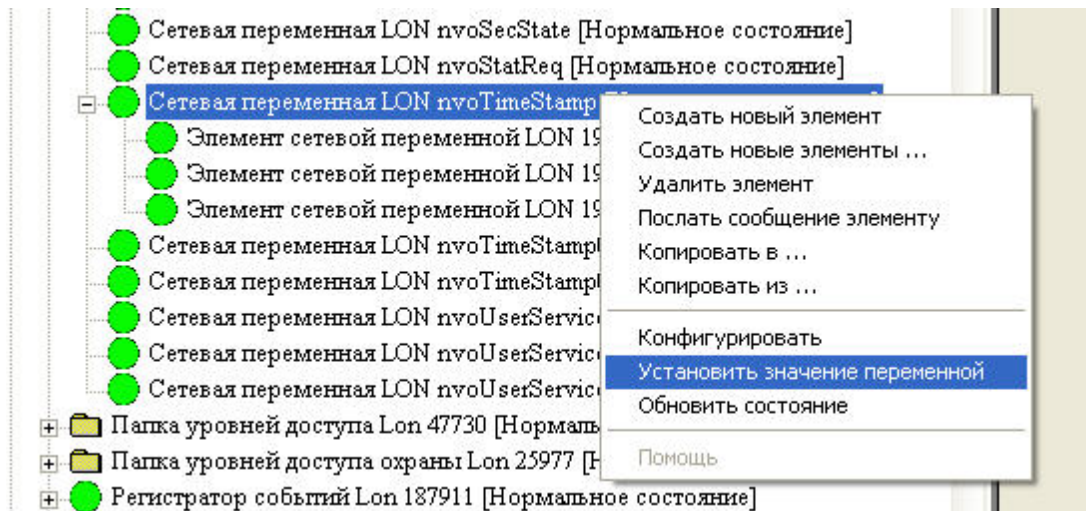 Сетевая переменная LON nvoSecState [Нормальное состояние]
Сетевая переменная LON nvoStatReq [Нормальное состояние]
Сетевая переменная LON nvoTimeStamp
Элемент сетевой переменной LON 19
Элемент сетевой переменной LON 19
Элемент сетевой переменной LON 19
Сетевая переменная LON nvoTimeStamp
Сетевая переменная LON nvoTimeStamp
Сетевая переменная LON nvoUserServic
Сетевая переменная LON nvoUserServic
Сетевая переменная LON nvoUserServic
Папка уровней доступа Lon 47730 [Нормаль
Папка уровней доступа охраны Lon 25977 [Н
Регистратор событий Lon 187911 [Нормальное состояние]
Создать новый элемент
Создать новые элементы ...
Удалить элемент
Послать сообщение элементу
Копировать в ...
Копировать из ...
Конфигурировать
Установить значение переменной
Обновить состояние
Помощь